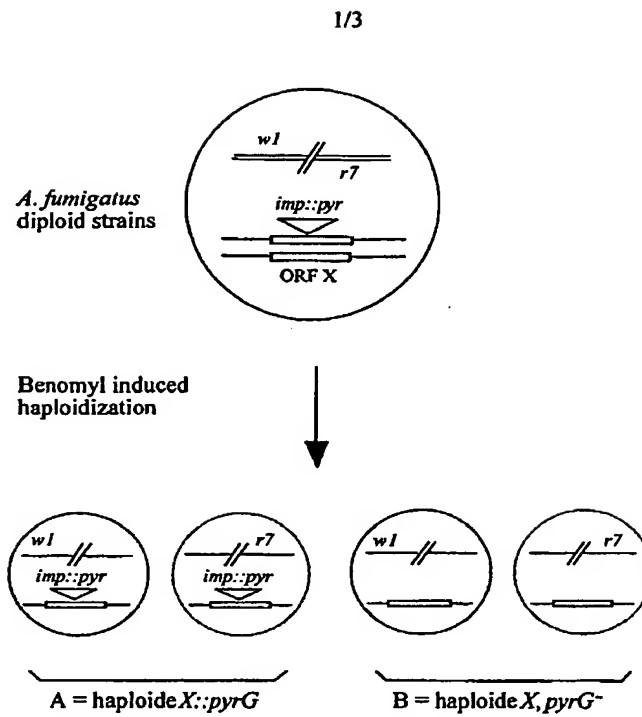 1/3
w1
r7
A. fumigatus
diploid strains
imp::pyr
ORF X
Benomyl induced
haploidization
w1
r7
w1
r7
imp::pyr
imp::pyr
A = haploide X::pyrG
B = haploide X, pyrG-